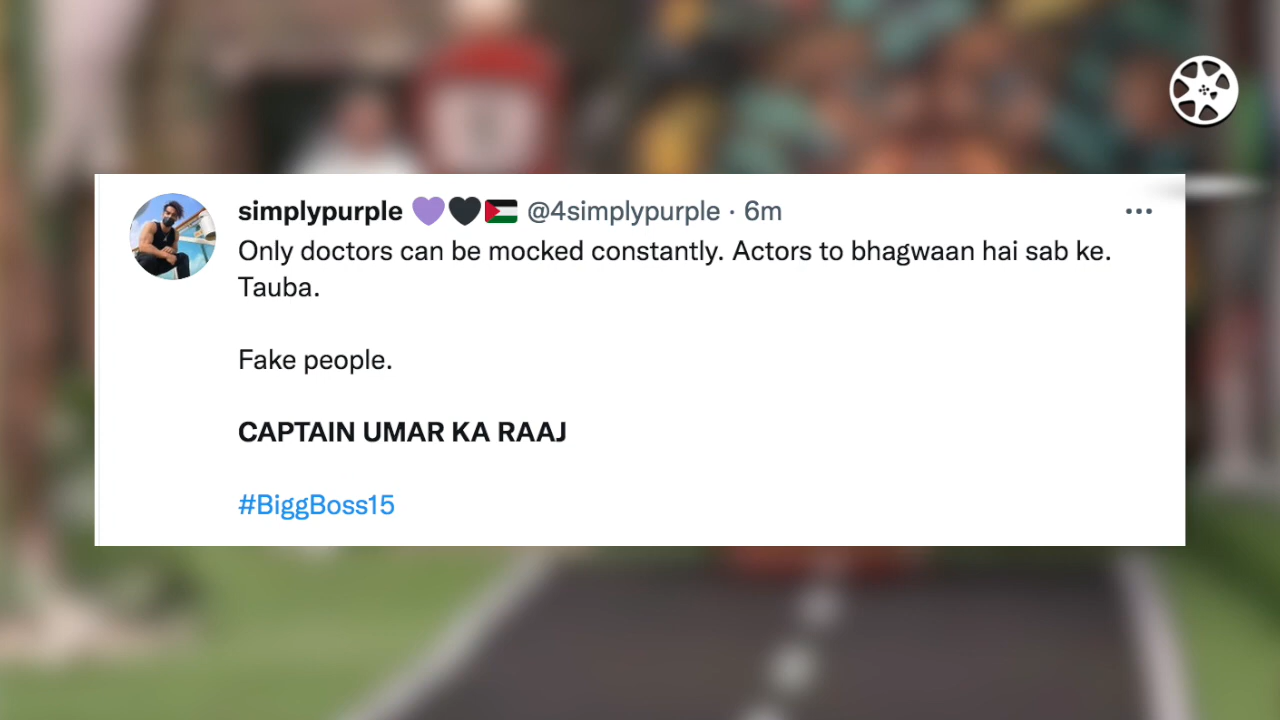 simplypurple 💜🖤🇵🇸 @4simplypurple · 6m
Only doctors can be mocked constantly. Actors to bhagwaan hai sab ke.
Tauba.
Fake people.
CAPTAIN UMAR KA RAAJ
#BiggBoss15